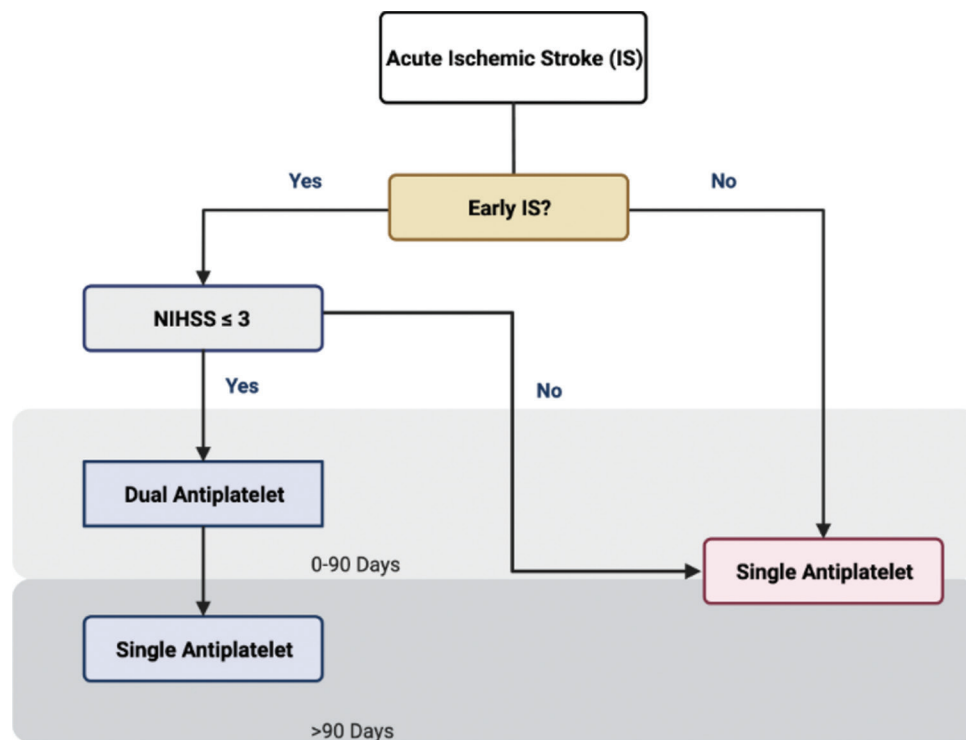 Acute Ischemic Stroke (IS)
Yes
No
Early IS?
NIHSS ≤ 3
Yes
No
Dual Antiplatelet
0-90 Days
Single Antiplatelet
Single Antiplatelet
>90 Days